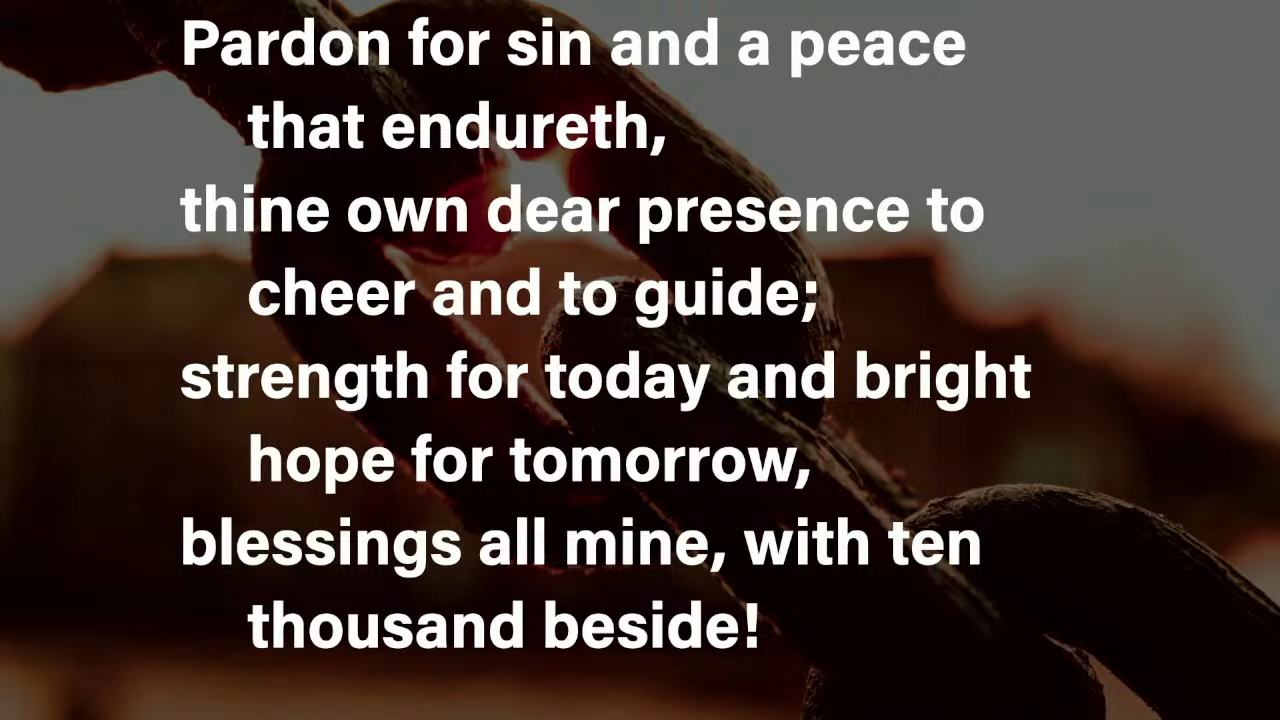 Pardon for sin and a peace
that endureth,
thine own dear presence to
cheer and to guide;
strength for today and bright
hope for tomorrow,
blessings all mine, with ten
thousand beside!